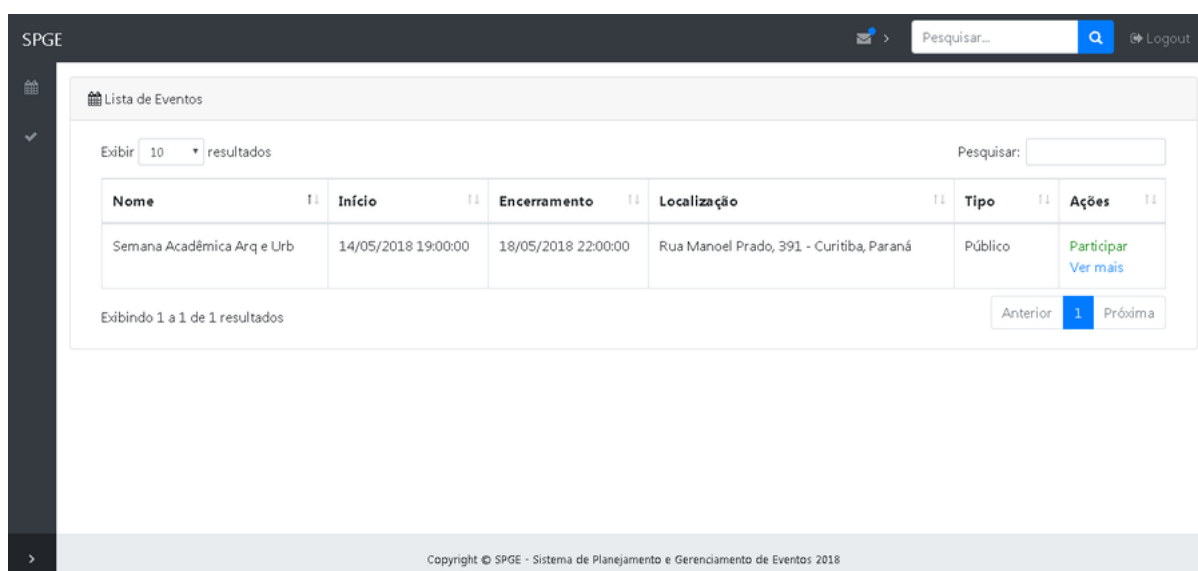 SPGE
Pesquisar...
Logout
Lista de Eventos
Exibir 10 resultados
Pesquisar:
Nome Início Encerramento Localização Tipo Ações
Semana Acadêmica Arq e Urb 14/05/2018 19:00:00 18/05/2018 22:00:00 Rua Manoel Prado, 391 - Curitiba, Paraná Público Participar
Ver mais
Exibindo 1 a 1 de 1 resultados
Anterior 1 Próxima
Copyright © SPGE - Sistema de Planejamento e Gerenciamento de Eventos 2018